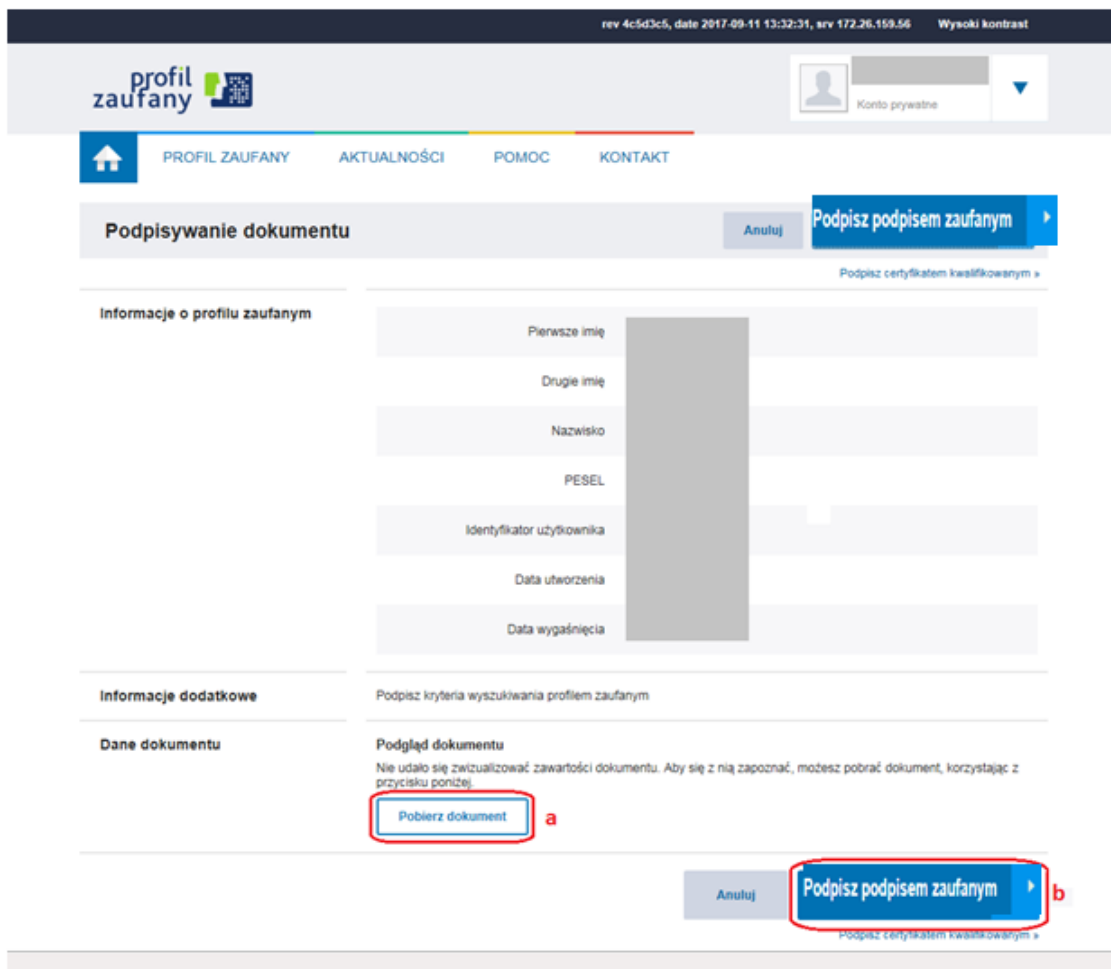 rev 4c5d3c5, date 2017-09-11 13:32:31, srv 172.26.159.56 Wysoki kontrast
profil
zaufany
Konto prywatne
PROFIL ZAUFANY AKTUALNOŚCI POMOC KONTAKT
Podpisywanie dokumentu
Anuluj
Podpisz podpisem zaufanym
Podpisz certyfikatem kwalifikowanym »
Informacje o profilu zaufanym
Pierwsze imię
Drugie imię
Nazwisko
PESEL
Identyfikator użytkownika
Data utworzenia
Data wygaśnięcia
Informacje dodatkowe
Podpisz kryteria wyszukiwania profilem zaufanym
Dane dokumentu
Podgląd dokumentu
Nie udało się zwizualizować zawartości dokumentu. Aby się z nią zapoznać, możesz pobrać dokument, korzystając z
przycisku poniżej.
Pobierz dokument a
Anuluj
Podpisz podpisem zaufanym b
Podpisz certyfikatem kwalifikowanym »